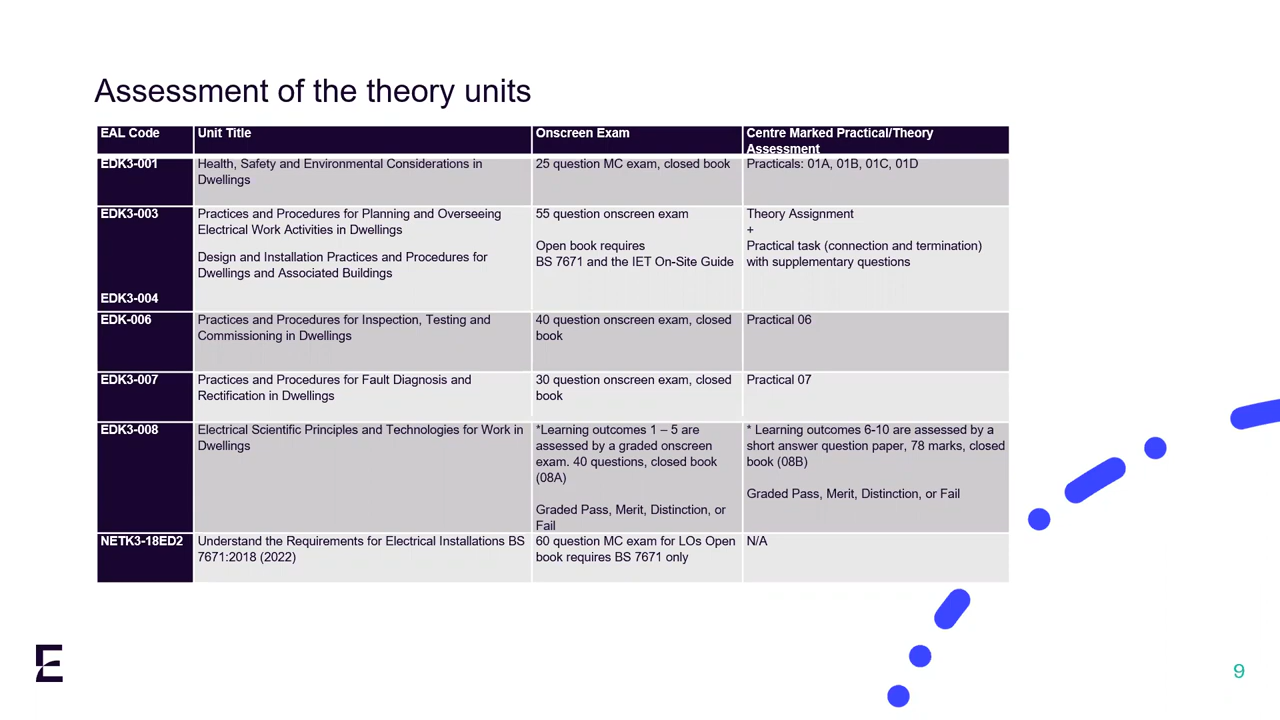 Assessment of the theory units
EAL Code
Unit Title
Onscreen Exam
Centre Marked Practical/Theory
Assessment
EDK3-001
Health, Safety and Environmental Considerations in
Dwellings
25 question MC exam, closed book
Practicals: 01A, 01B, 01C, 01D
EDK3-003
Practices and Procedures for Planning and Overseeing
Electrical Work Activities in Dwellings
Design and Installation Practices and Procedures for
Dwellings and Associated Buildings
55 question onscreen exam
Open book requires
BS 7671 and the IET On-Site Guide
Theory Assignment
+
Practical task (connection and termination)
with supplementary questions
EDK3-004
EDK-006
Practices and Procedures for Inspection, Testing and
Commissioning in Dwellings
40 question onscreen exam, closed
book
Practical 06
EDK3-007
Practices and Procedures for Fault Diagnosis and
Rectification in Dwellings
30 question onscreen exam, closed
book
Practical 07
EDK3-008
Electrical Scientific Principles and Technologies for Work in
Dwellings
*Learning outcomes 1 – 5 are
assessed by a graded onscreen
exam. 40 questions, closed book
(08A)
Graded Pass, Merit, Distinction, or
Fail
* Learning outcomes 6-10 are assessed by a
short answer question paper, 78 marks, closed
book (08B)
Graded Pass, Merit, Distinction, or Fail
NETK3-18ED2
Understand the Requirements for Electrical Installations BS
7671:2018 (2022)
60 question MC exam for LOs Open
book requires BS 7671 only
N/A
E
9